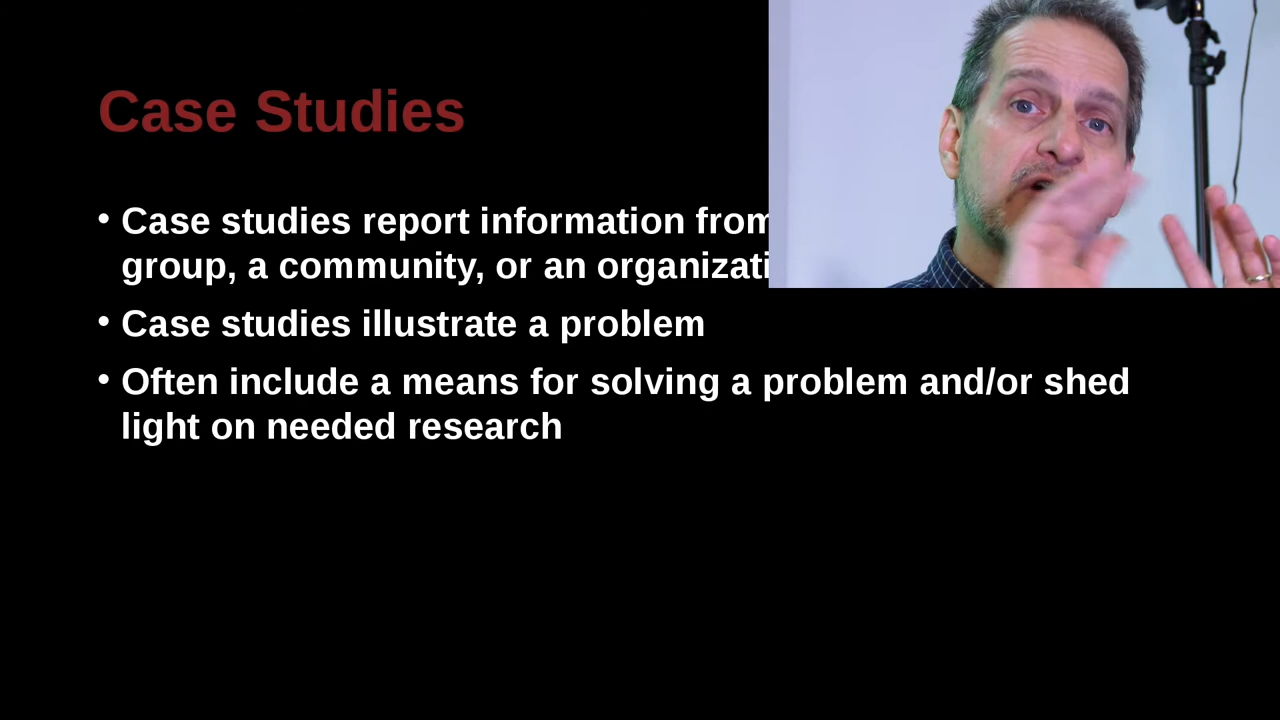 Case Studies
• Case studies report information from
group, a community, or an
• Case studies illustrate a problem
• Often include a means for solving a problem and/or shed
light on needed research